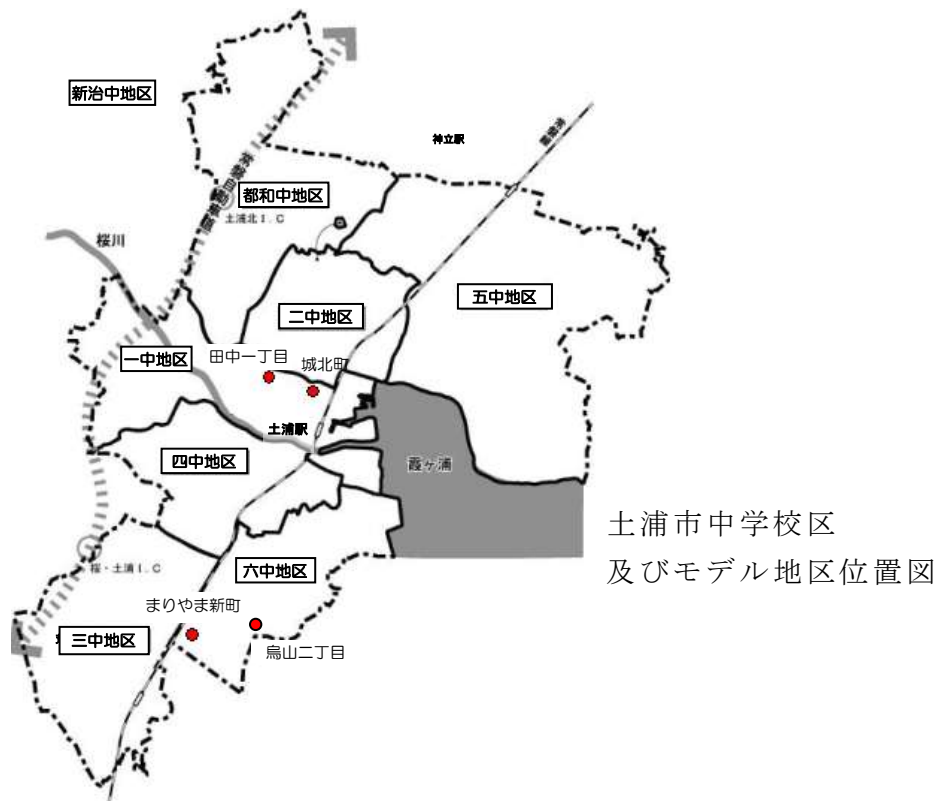 新治中地区
神立駅
常磐線
常磐自動車道
都和中地区
土浦北I.C
桜川
五中地区
二中地区
田中一丁目
城北町
一中地区
土浦駅
四中地区
霞ヶ浦
土浦市中学校区
及びモデル地区位置図
桜・土浦I.C
六中地区
まりやま新町
三中地区
烏山二丁目